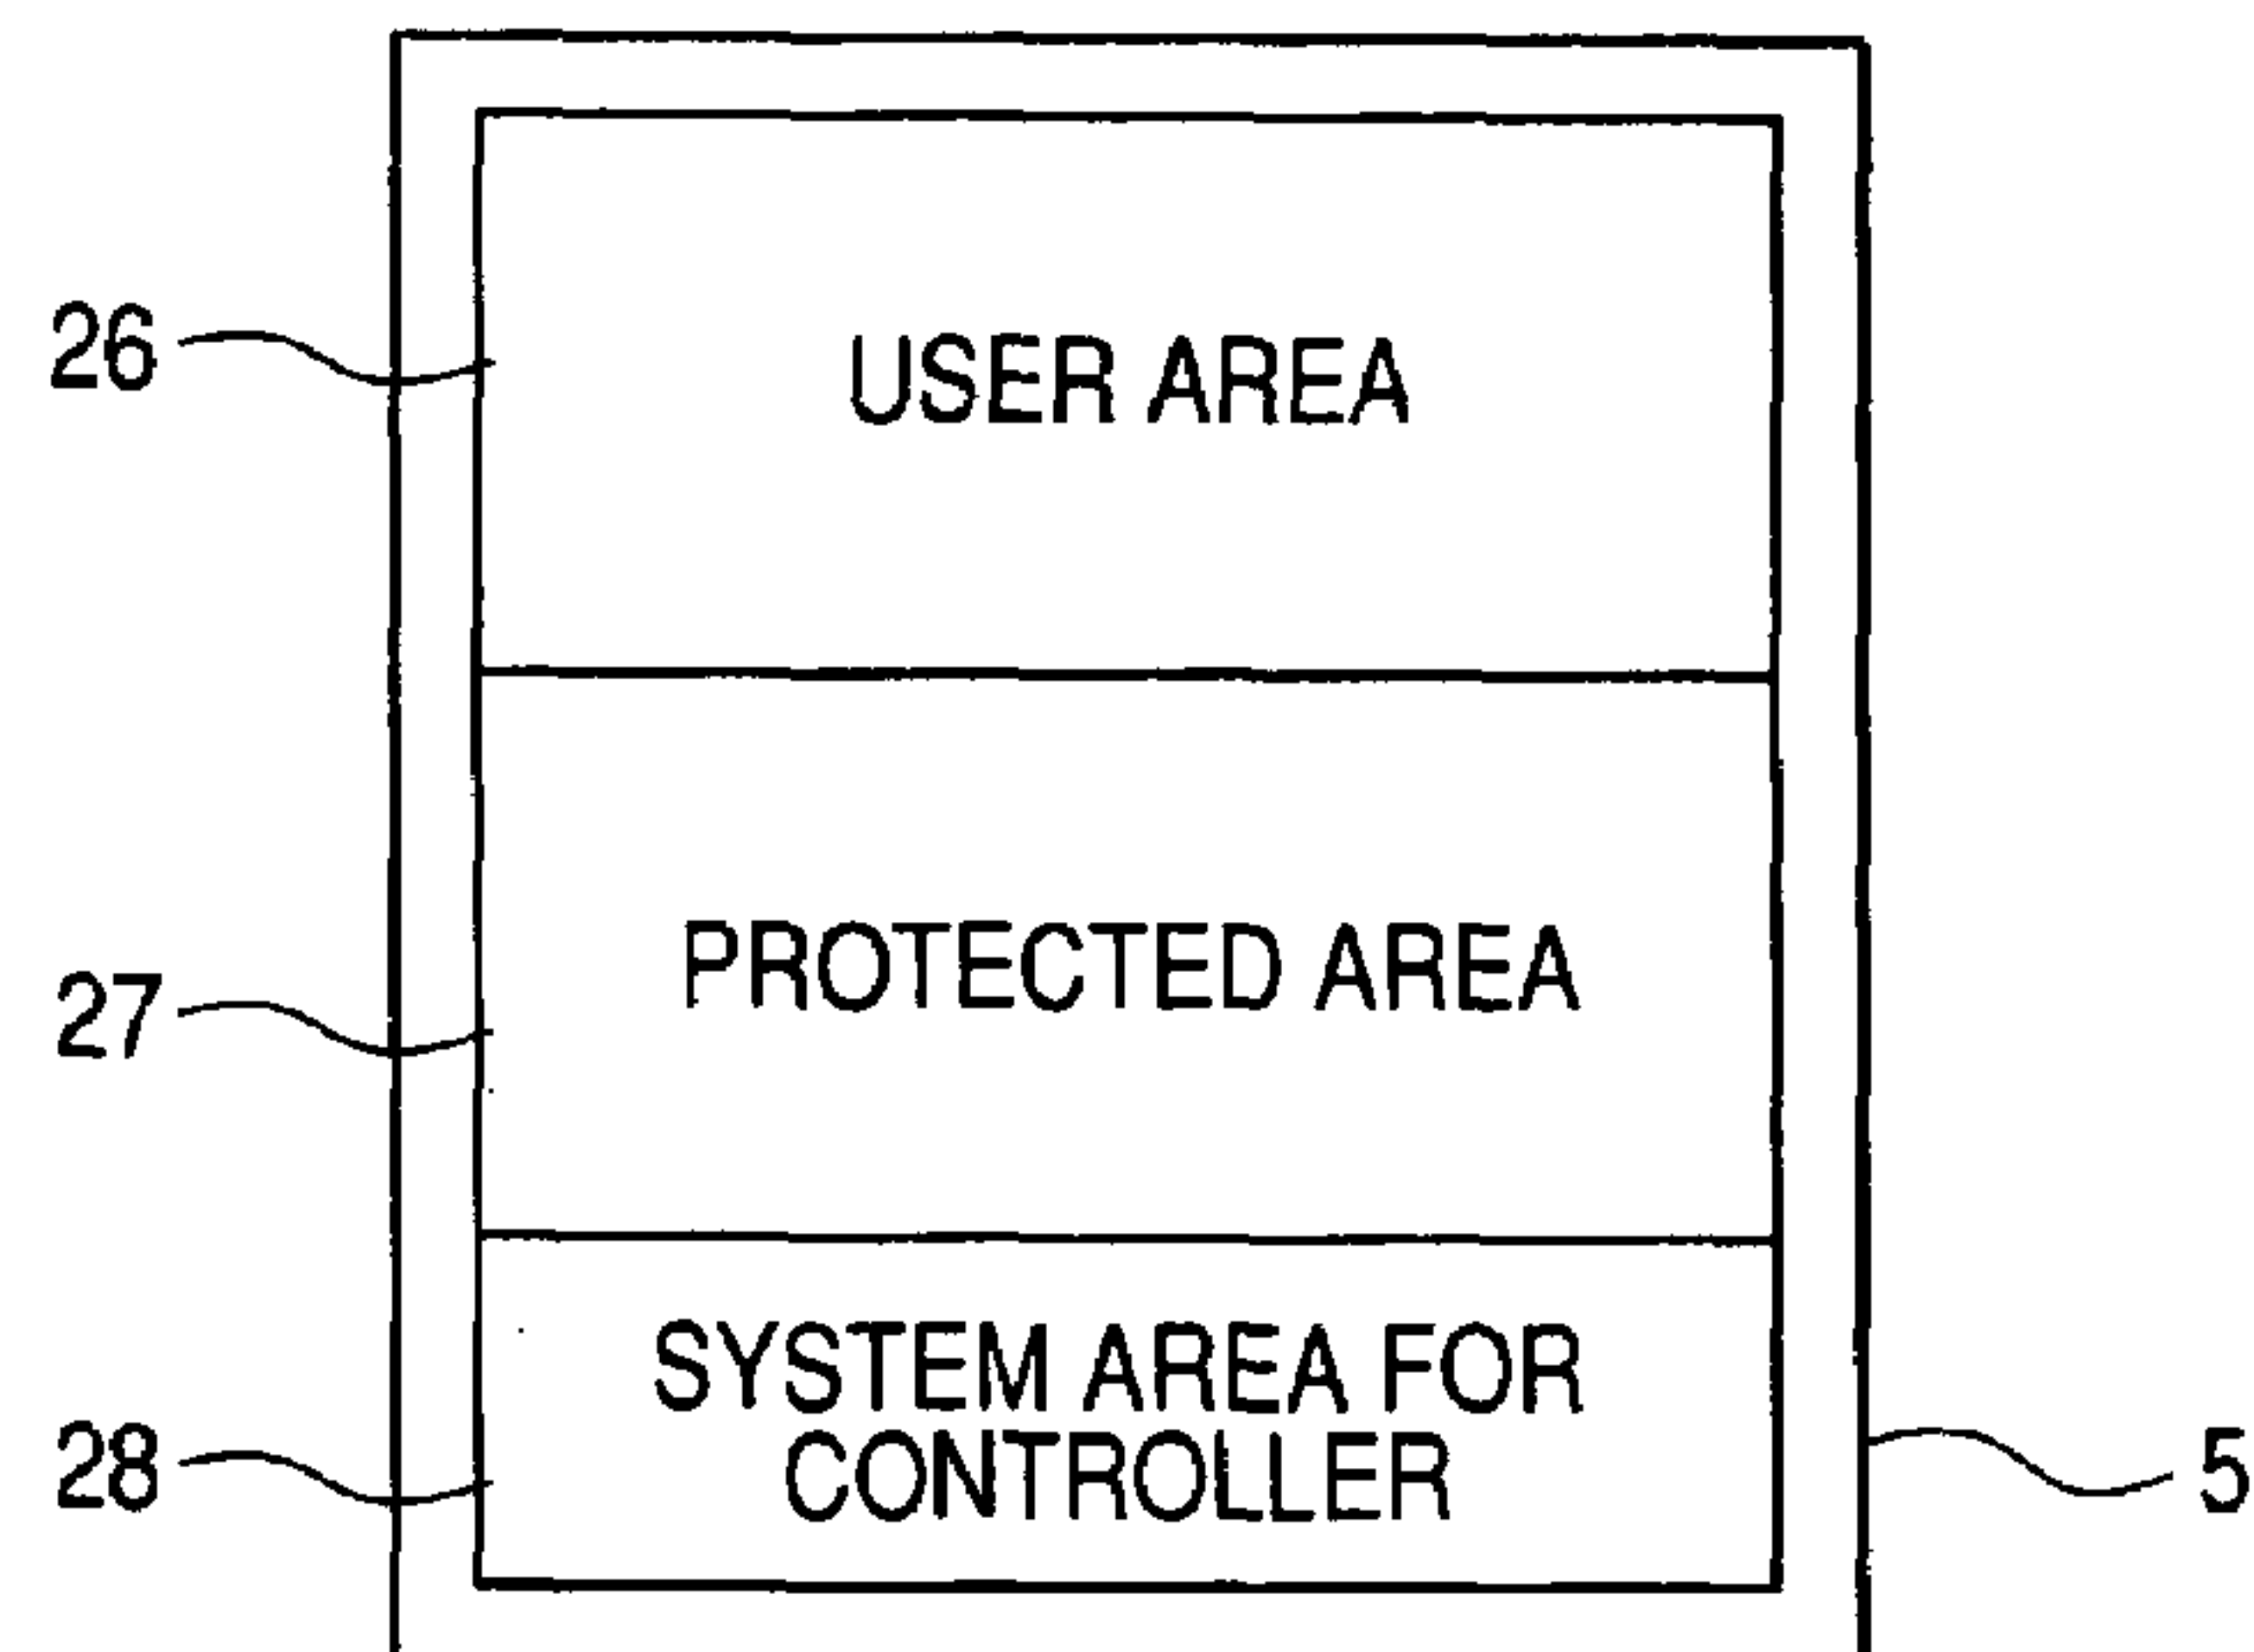 26
USER AREA
27
PROTECTED AREA
28
SYSTEM AREA FOR
CONTROLLER
5